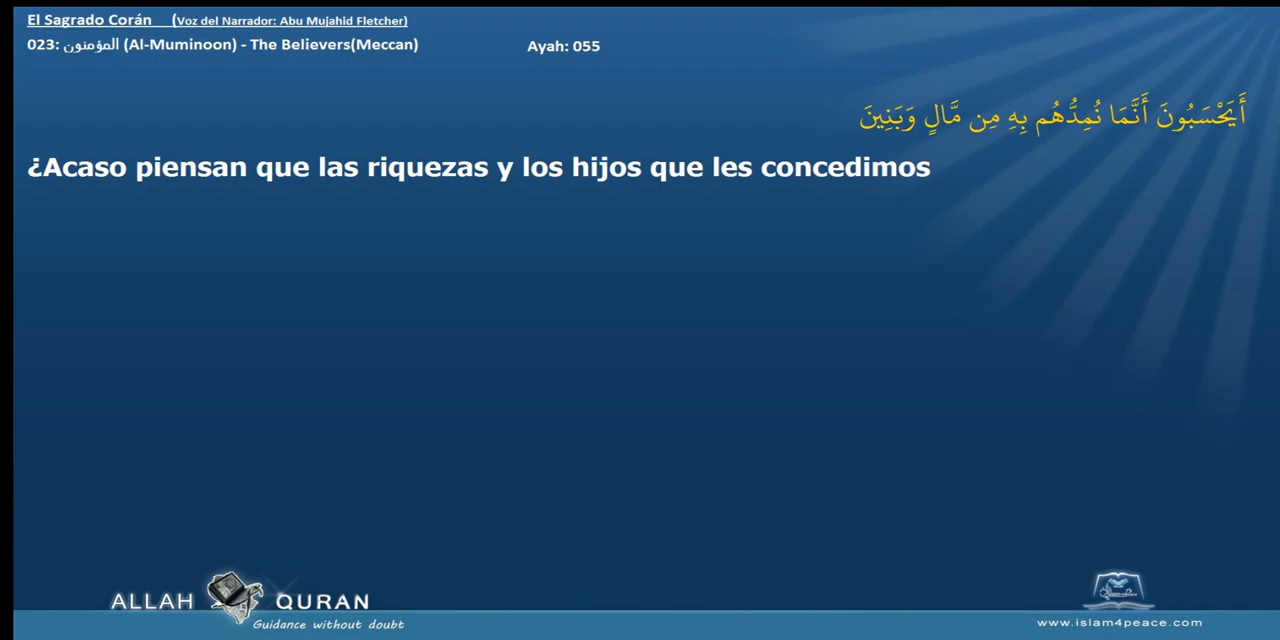 El Sagrado Corán (Voz del Narrador: Abu Mujahid Fletcher)
023: المؤمنون (Al-Muminoon) - The Believers(Meccan) Ayah: 055
أَيَحْسَبُونَ أَنَّمَا نُمِدُّهُم بِهِ مِن مَّالٍ وَبَنِينَ
¿Acaso piensan que las riquezas y los hijos que les concedimos
ALLAH QURAN
Guidance without doubt
www.islam4peace.com